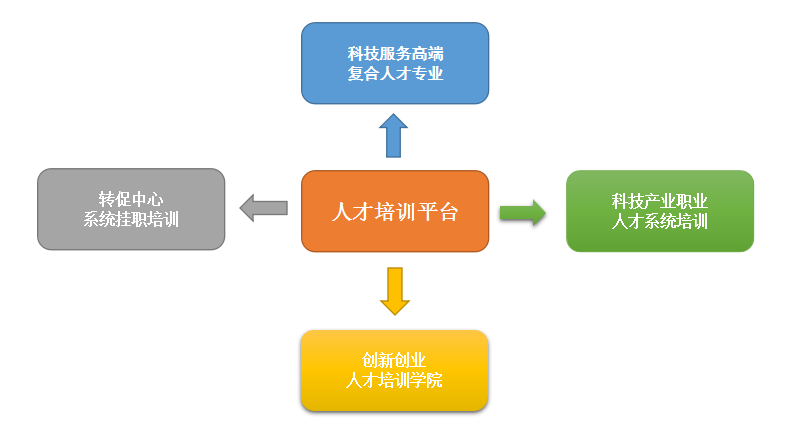 科技服务高端
复合人才专业
转促中心
系统挂职培训
人才培训平台
科技产业职业
人才系统培训
创新创业
人才培训学院